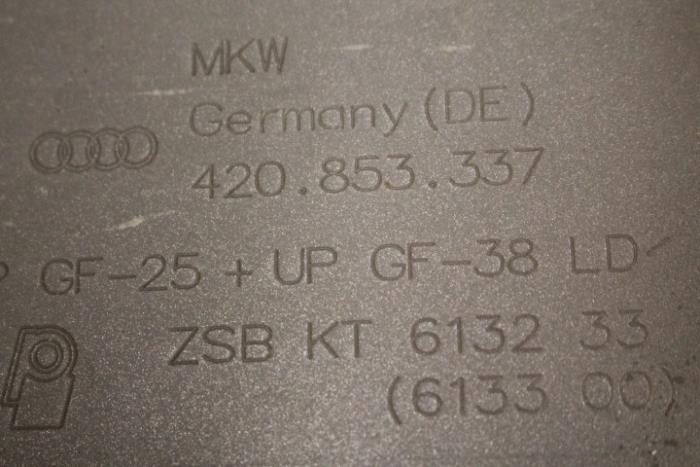 MKW
Germany (DE)
420.853.337
P GF-25 + UP GF-38 LD
ZSB KT 6132 33
(6133 00)